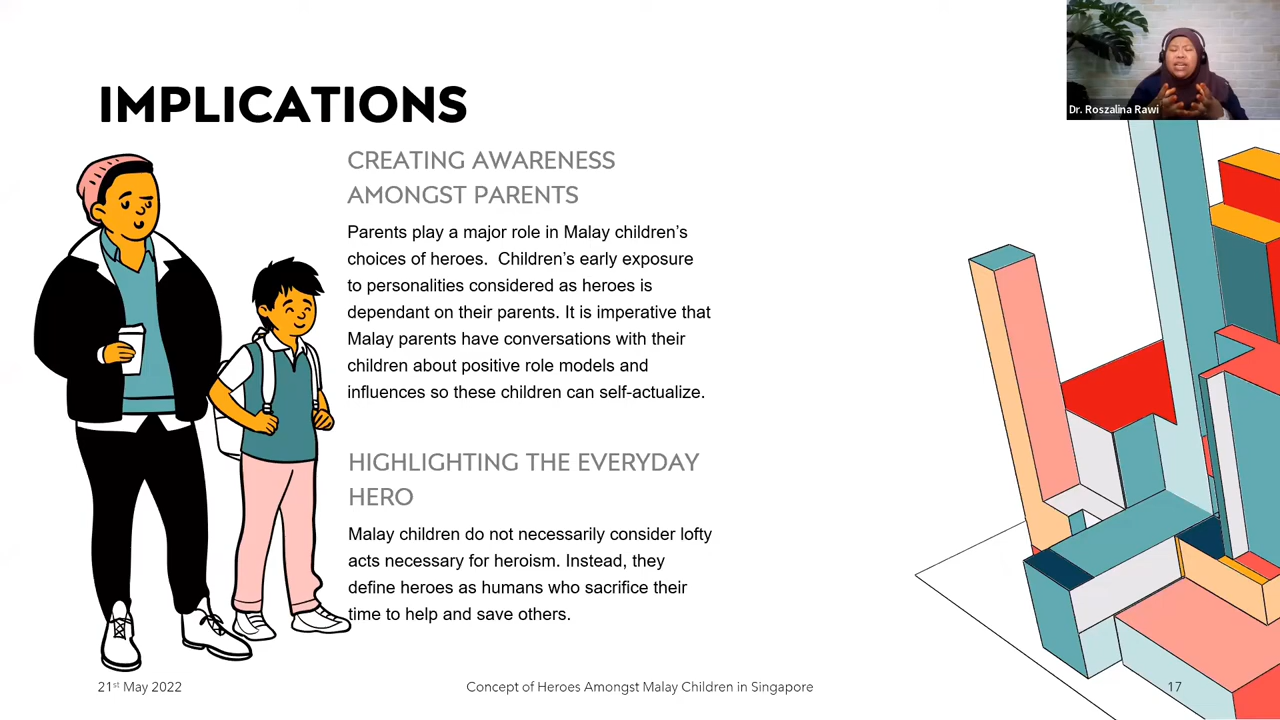 Dr. Roszalina Rawi
IMPLICATIONS
CREATING AWARENESS
AMONGST PARENTS
Parents play a major role in Malay children’s
choices of heroes.  Children’s early exposure
to personalities considered as heroes is
dependant on their parents. It is imperative that
Malay parents have conversations with their
children about positive role models and
influences so these children can self-actualize.
HIGHLIGHTING THE EVERYDAY
HERO
Malay children do not necessarily consider lofty
acts necessary for heroism. Instead, they
define heroes as humans who sacrifice their
time to help and save others.
21st May 2022
Concept of Heroes Amongst Malay Children in Singapore
17